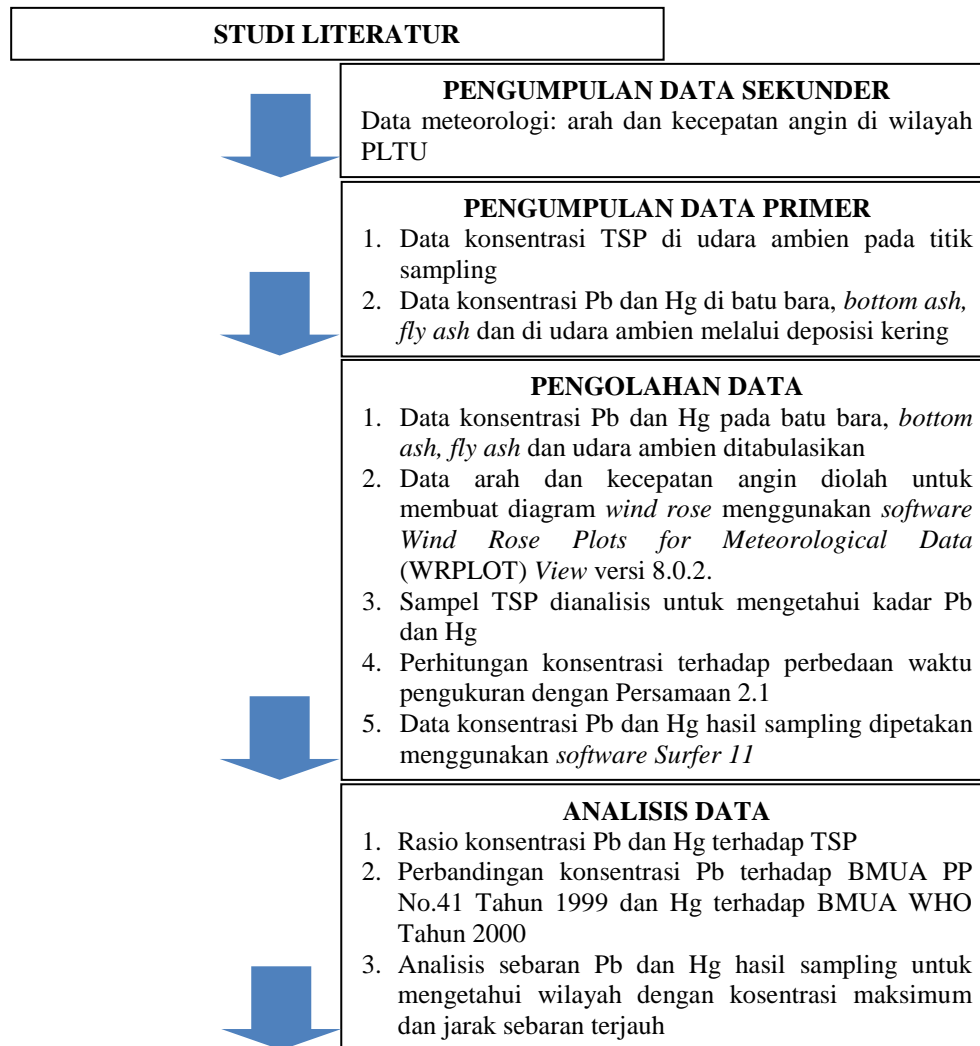 STUDI LITERATUR
PENGUMPULAN DATA SEKUNDER
Data meteorologi: arah dan kecepatan angin di wilayah
PLTU
PENGUMPULAN DATA PRIMER
1. Data konsentrasi TSP di udara ambien pada titik
sampling
2. Data konsentrasi Pb dan Hg di batu bara, bottom ash,
fly ash dan di udara ambien melalui deposisi kering
PENGOLAHAN DATA
1. Data konsentrasi Pb dan Hg pada batu bara, bottom
ash, fly ash dan udara ambien ditabulasikan
2. Data arah dan kecepatan angin diolah untuk
membuat diagram wind rose menggunakan software
Wind Rose Plots for Meteorological Data
(WRPLOT) View versi 8.0.2.
3. Sampel TSP dianalisis untuk mengetahui kadar Pb
dan Hg
4. Perhitungan konsentrasi terhadap perbedaan waktu
pengukuran dengan Persamaan 2.1
5. Data konsentrasi Pb dan Hg hasil sampling dipetakan
menggunakan software Surfer 11
ANALISIS DATA
1. Rasio konsentrasi Pb dan Hg terhadap TSP
2. Perbandingan konsentrasi Pb terhadap BMUA PP
No.41 Tahun 1999 dan Hg terhadap BMUA WHO
Tahun 2000
3. Analisis sebaran Pb dan Hg hasil sampling untuk
mengetahui wilayah dengan kosentrasi maksimum
dan jarak sebaran terjauh